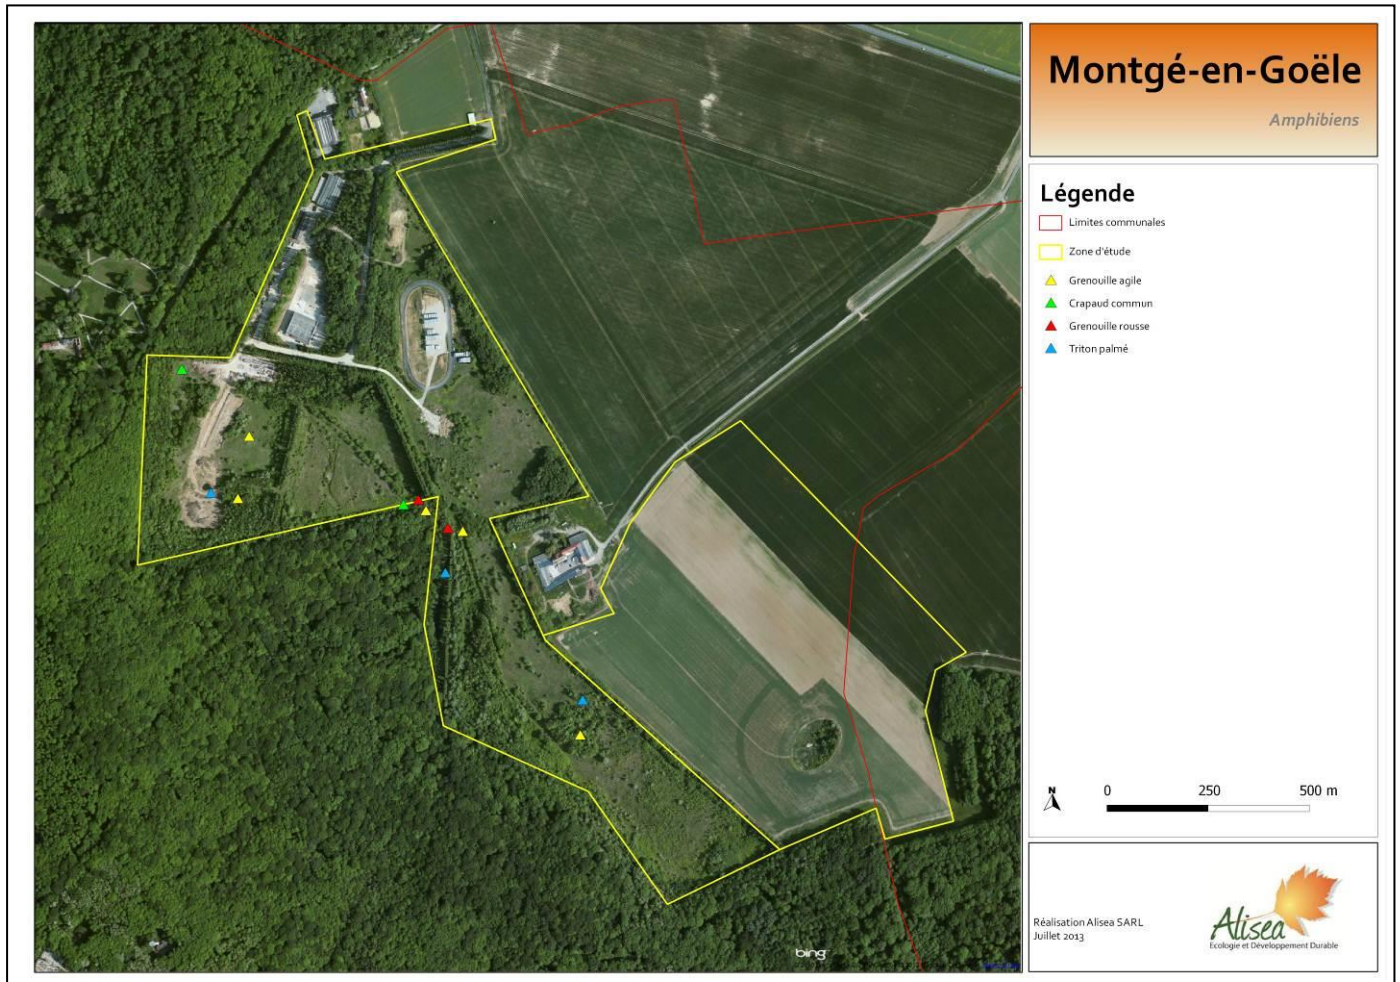 Montgé-en-Goële
Amphibiens
Légende
Limites communales
Zone d'étude
Grenouille agile
Crapaud commun
Grenouille rousse
Triton palmé
N
0 250 500 m
Réalisation Alisea SARL
Juillet 2013
Alisea
Ecologie et Développement Durable
bing